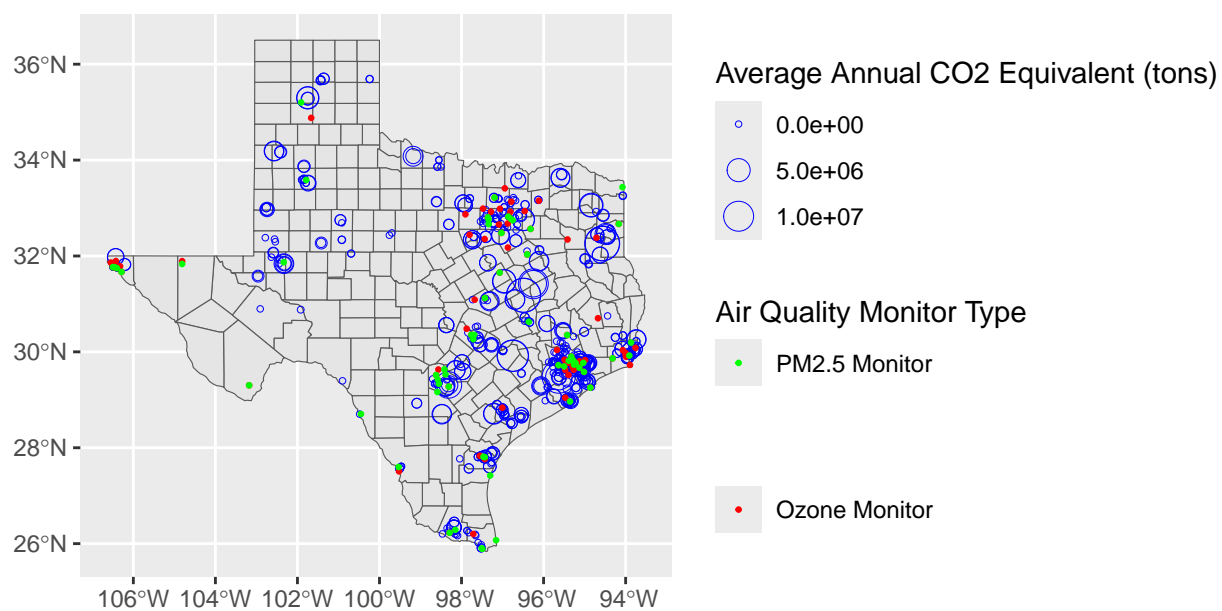 36°N
34°N
32°N
30°N
28°N
26°N
106°W 104°W 102°W 100°W 98°W 96°W 94°W
Average Annual CO2 Equivalent (tons)
0.0e+00
5.0e+06
1.0e+07
Air Quality Monitor Type
PM2.5 Monitor
Ozone Monitor